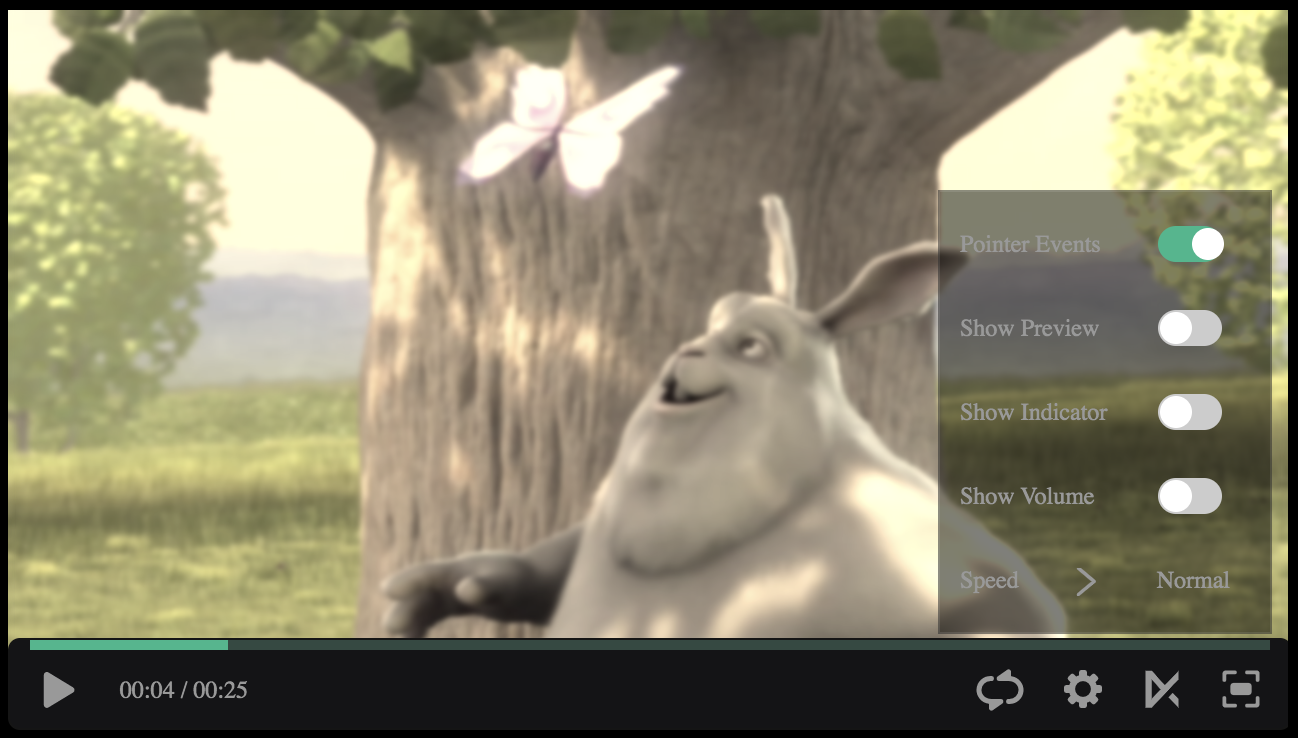 Pointer Events
Show Preview
Show Indicator
Show Volume
Speed Normal
00:04 / 00:25